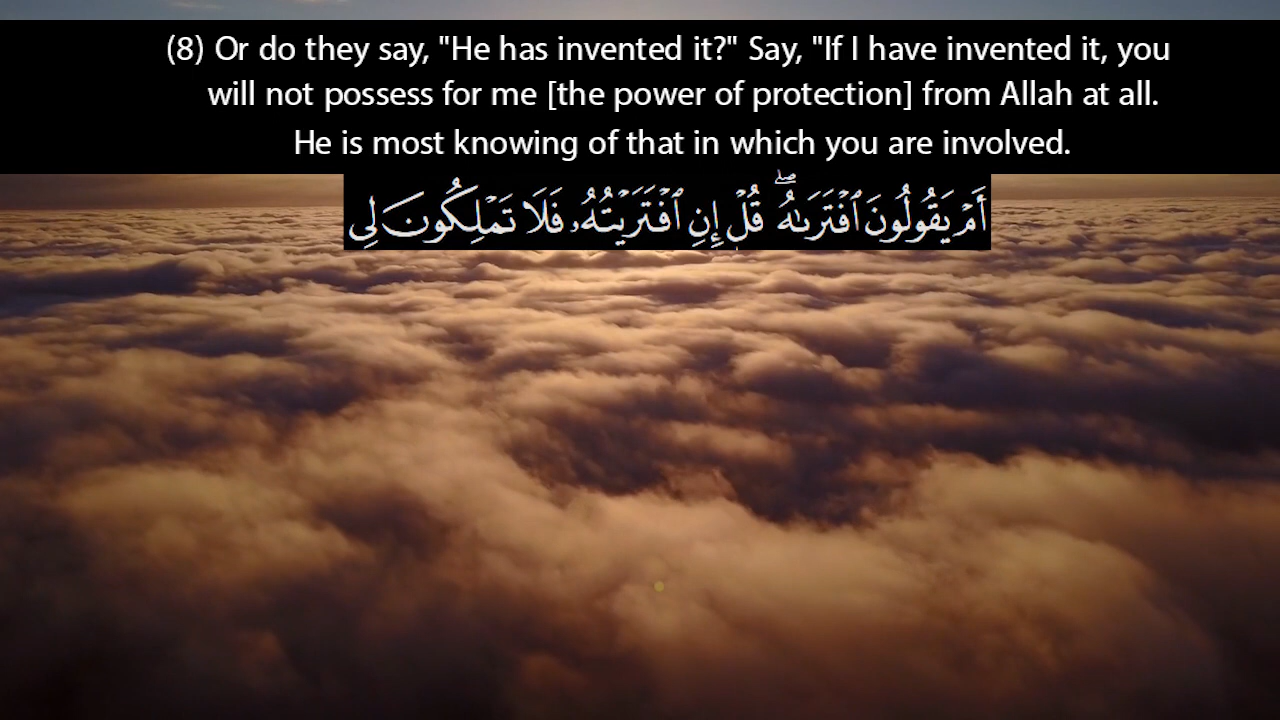 (8) Or do they say, "He has invented it?" Say, "If I have invented it, you
will not possess for me [the power of protection] from Allah at all.
He is most knowing of that in which you are involved.
أَمْ يَقُولُونَ ٱفْتَرَىٰهُ ۖ قُلْ إِنِ ٱفْتَرَيْتُهُۥ فَلَا تَمْلِكُونَ لِى